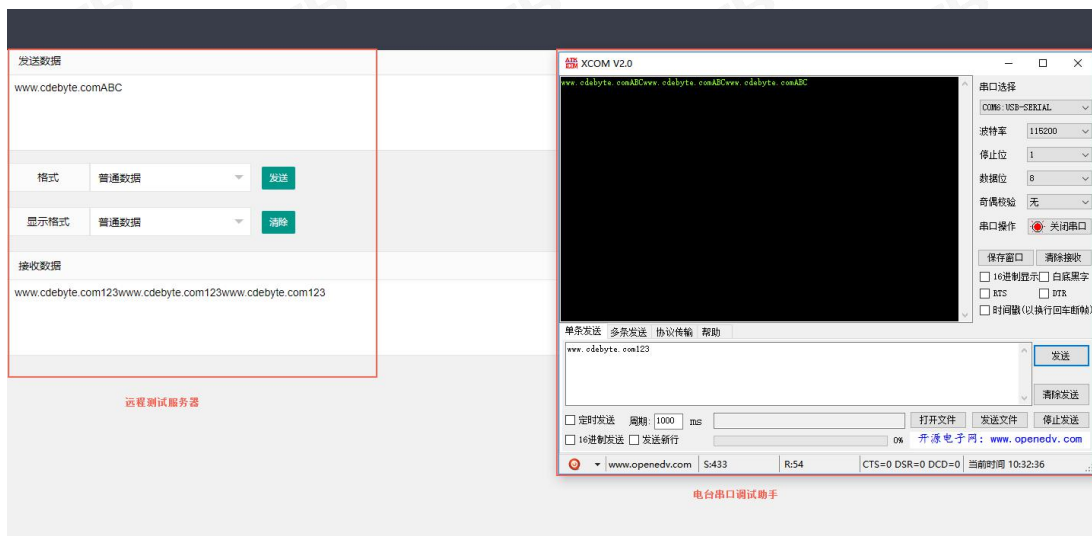 发送数据
www.cdebyte.comABC
格式
普通数据
发送
显示格式
普通数据
清除
接收数据
www.cdebyte.com123www.cdebyte.com123www.cdebyte.com123
远程测试服务器
XCOM V2.0
www.cdebyte.comABCwww.cdebyte.comABCwww.cdebyte.comABC
串口选择
COM6:USB-SERIAL
波特率 115200
停止位 1
数据位 8
奇偶校验 无
串口操作 关闭串口
保存窗口 清除接收
16进制显示 白底黑字
RTS DTR
时间戳(以换行回车断帧)
单条发送 多条发送 协议传输 帮助
www.cdebyte.com123
发送
清除发送
定时发送 周期: 1000 ms 打开文件 发送文件 停止发送
16进制发送 发送新行 0% 开源电子网: www.openedv.com
www.openedv.com S:433 R:54 CTS=0 DSR=0 DCD=0 当前时间 10:32:36
电台串口调试助手